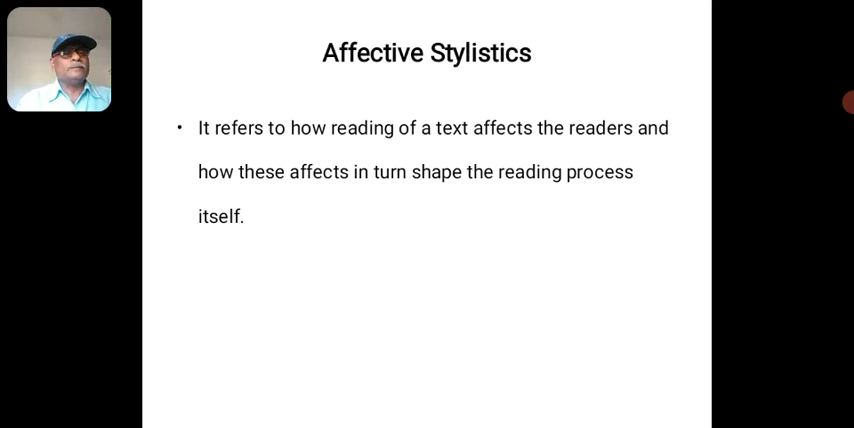 Affective Stylistics
• It refers to how reading of a text affects the readers and
how these affects in turn shape the reading process
itself.